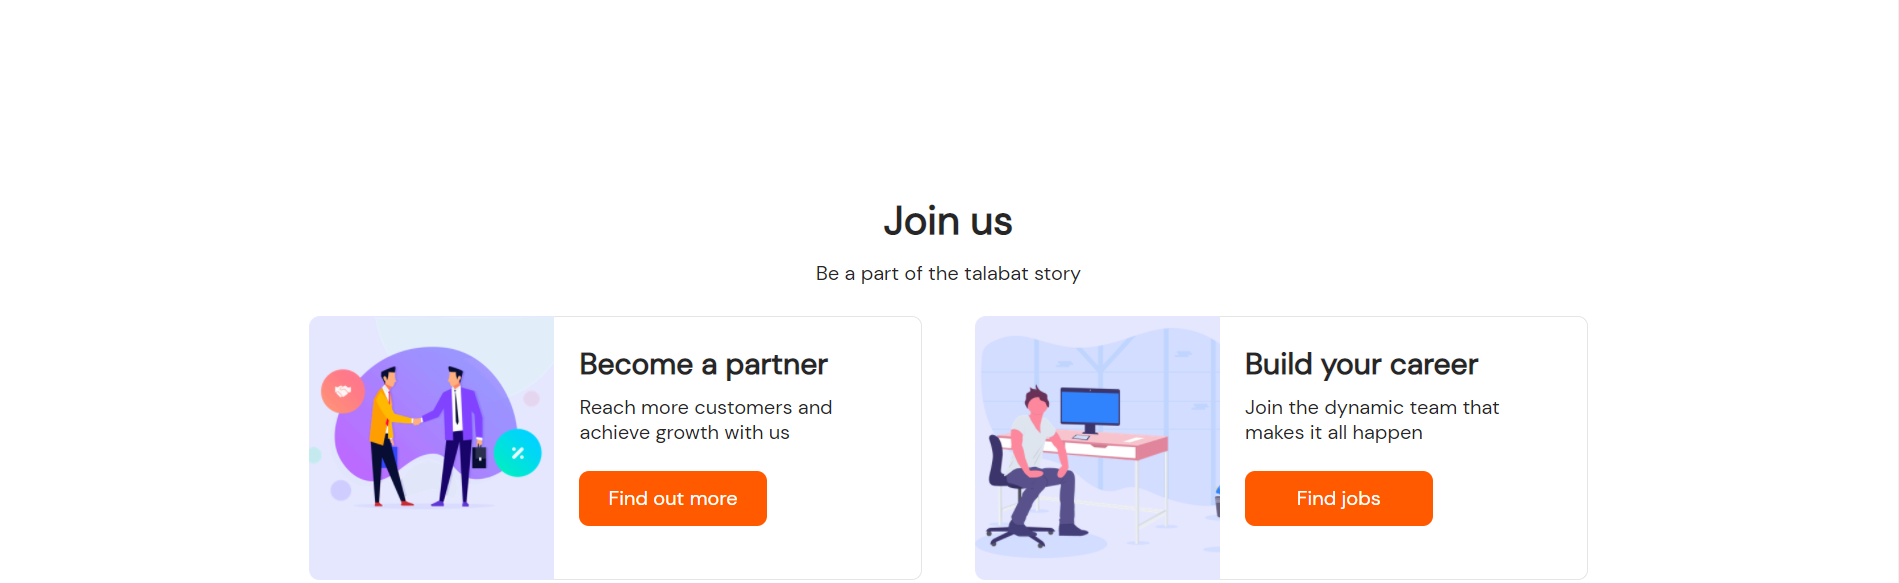 Join us
Be a part of the talabat story
Become a partner
Reach more customers and
achieve growth with us
Find out more
Build your career
Join the dynamic team that
makes it all happen
Find jobs